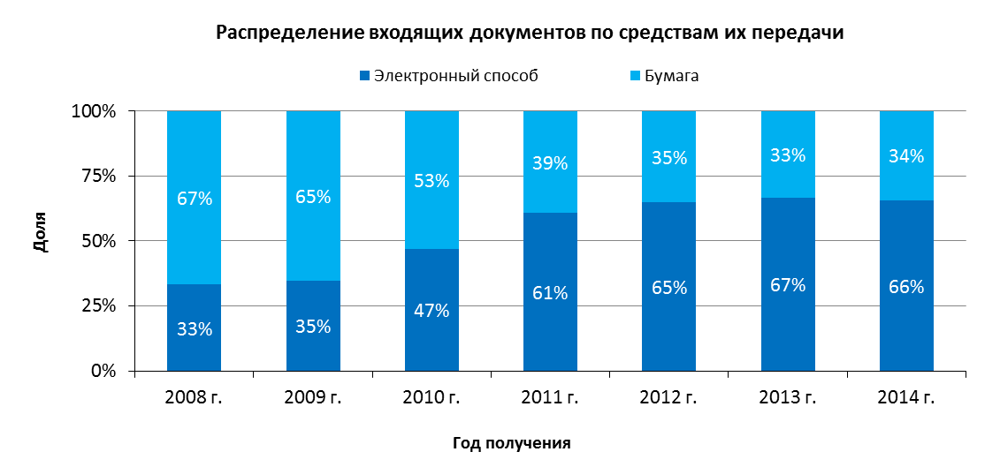 Распределение входящих документов по средствам их передачи
Электронный способ Бумага
100%
75%
50%
25%
0%
Доля
67% 65% 53% 39% 35% 33% 34%
33% 35% 47% 61% 65% 67% 66%
2008 г. 2009 г. 2010 г. 2011 г. 2012 г. 2013 г. 2014 г.
Год получения